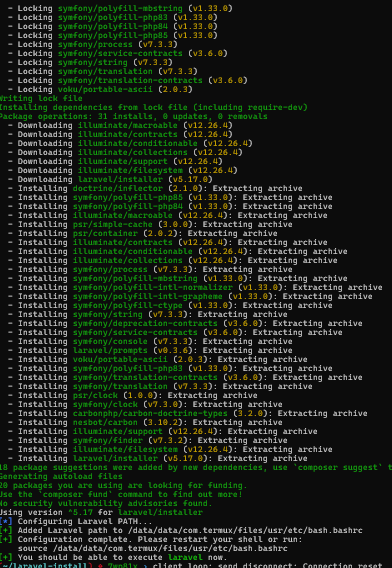 - Locking symfony/polyfill-mbstring (v1.33.0)
- Locking symfony/polyfill-php83 (v1.33.0)
- Locking symfony/polyfill-php84 (v1.33.0)
- Locking symfony/polyfill-php85 (v1.33.0)
- Locking symfony/process (v7.3.3)
- Locking symfony/service-contracts (v3.6.0)
- Locking symfony/string (v7.3.3)
- Locking symfony/translation (v7.3.3)
- Locking symfony/translation-contracts (v3.6.0)
- Locking voku/portable-ascii (2.0.3)
Writing lock file
Installing dependencies from lock file (including require-dev)
Package operations: 31 installs, 0 updates, 0 removals
- Downloading illuminate/macroable (v12.26.4)
- Downloading illuminate/contracts (v12.26.4)
- Downloading illuminate/conditionable (v12.26.4)
- Downloading illuminate/collections (v12.26.4)
- Downloading illuminate/support (v12.26.4)
- Downloading illuminate/filesystem (v12.26.4)
- Downloading laravel/installer (v5.17.0)
- Installing doctrine/inflector (2.1.0): Extracting archive
- Installing symfony/polyfill-php85 (v1.33.0): Extracting archive
- Installing symfony/polyfill-php84 (v1.33.0): Extracting archive
- Installing illuminate/macroable (v12.26.4): Extracting archive
- Installing psr/simple-cache (3.0.0): Extracting archive
- Installing psr/container (2.0.2): Extracting archive
- Installing illuminate/contracts (v12.26.4): Extracting archive
- Installing illuminate/conditionable (v12.26.4): Extracting archive
- Installing illuminate/collections (v12.26.4): Extracting archive
- Installing symfony/process (v7.3.3): Extracting archive
- Installing symfony/polyfill-mbstring (v1.33.0): Extracting archive
- Installing symfony/polyfill-intl-normalizer (v1.33.0): Extracting archive
- Installing symfony/polyfill-intl-grapheme (v1.33.0): Extracting archive
- Installing symfony/polyfill-ctype (v1.33.0): Extracting archive
- Installing symfony/string (v7.3.3): Extracting archive
- Installing symfony/deprecation-contracts (v3.6.0): Extracting archive
- Installing symfony/service-contracts (v3.6.0): Extracting archive
- Installing symfony/console (v7.3.3): Extracting archive
- Installing laravel/prompts (v0.3.6): Extracting archive
- Installing voku/portable-ascii (2.0.3): Extracting archive
- Installing symfony/polyfill-php83 (v1.33.0): Extracting archive
- Installing symfony/translation-contracts (v3.6.0): Extracting archive
- Installing symfony/translation (v7.3.3): Extracting archive
- Installing psr/clock (1.0.0): Extracting archive
- Installing symfony/clock (v7.3.0): Extracting archive
- Installing carbonphp/carbon-doctrine-types (3.2.0): Extracting archive
- Installing nesbot/carbon (3.10.2): Extracting archive
- Installing illuminate/support (v12.26.4): Extracting archive
- Installing symfony/finder (v7.3.2): Extracting archive
- Installing illuminate/filesystem (v12.26.4): Extracting archive
- Installing laravel/installer (v5.17.0): Extracting archive
18 package suggestions were added by new dependencies, use `composer suggest` t
Generating autoload files
20 packages you are using are looking for funding.
Use the `composer fund` command to find out more!
No security vulnerability advisories found.
Using version ^5.17 for laravel/installer
[*] Configuring Laravel PATH...
[+] Added Laravel path to /data/data/com.termux/files/usr/etc/bash.bashrc
[+] Configuration complete. Please restart your shell or run:
source /data/data/com.termux/files/usr/etc/bash.bashrc
[+] You should be able to execute laravel now.
client_loop: send disconnect: Connection reset